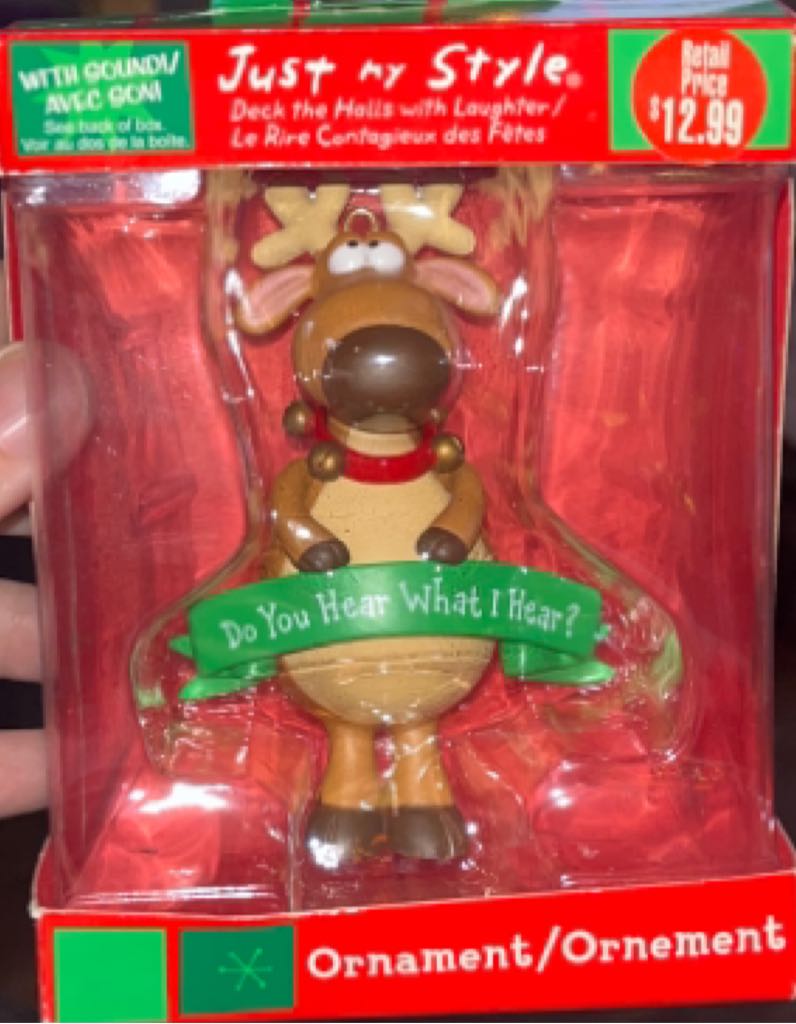 WITH SOUND!/
AVEC SON!
See back of box.
Voir au dos de la boîte.
Just my Style®
Deck the Halls with Laughter/
Le Rire Contagieux des Fêtes
Retail
Price
$12.99
Do You Hear What I Hear?
Ornament/Ornement